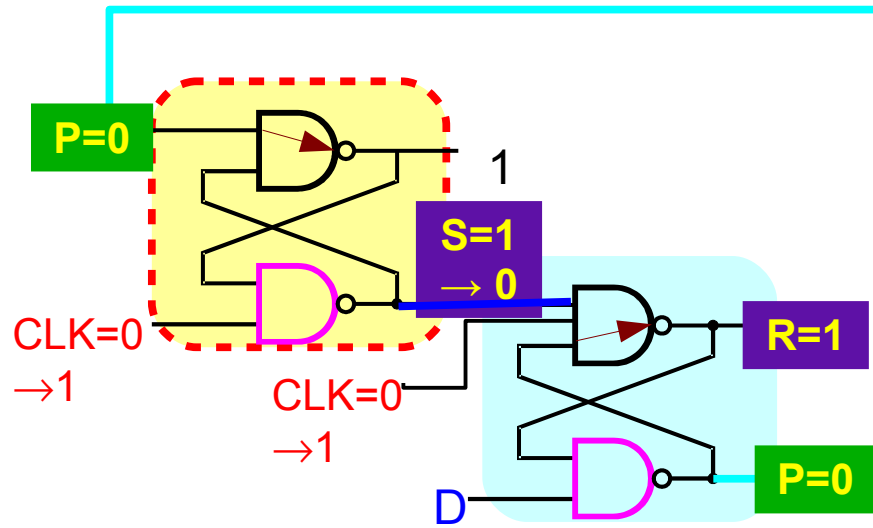 P=0
1
S=1
→ 0
CLK=0
→1
R=1
CLK=0
→1
P=0
D